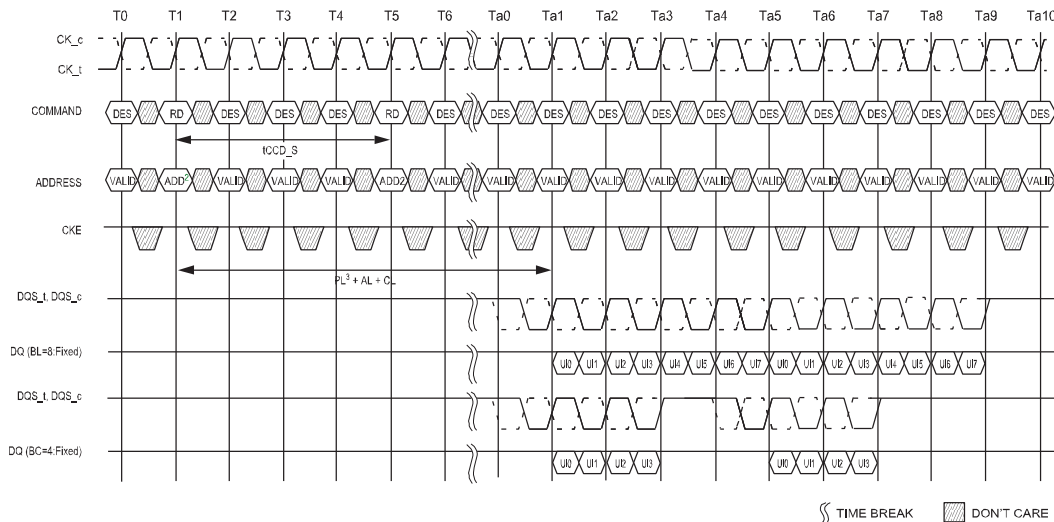 T0 T1 T2 T3 T4 T5 T6 Ta0 Ta1 Ta2 Ta3 Ta4 Ta5 Ta6 Ta7 Ta8 Ta9 Ta10
CK_c
CK_t
COMMAND DES RD DES DES DES RD DES DES DES DES DES DES DES DES DES DES DES DES
tCCD_S
ADDRESS VALID ADD2 VALID VALID VALID ADD2 VALID VALID VALID VALID VALID VALID VALID VALID VALID VALID VALID VALID
CKE
PL³ + AL + CL
DQS_t, DQS_c
DQ (BL=8:Fixed) UI0 UI1 UI2 UI3 UI4 UI5 UI6 UI7 UI0 UI1 UI2 UI3 UI4 UI5 UI6 UI7
DQS_t, DQS_c
DQ (BC=4:Fixed) UI0 UI1 UI2 UI3 UI0 UI1 UI2 UI3
TIME BREAK DON'T CARE